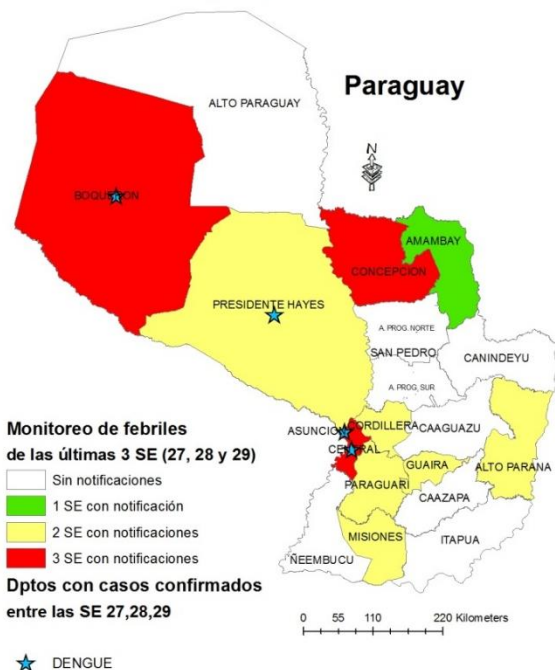 Paraguay
ALTO PARAGUAY
N
BOQUERON
AMAMBAY
CONCEPCION
PRESIDENTE HAYES
A. PROG. NORTE
SAN PEDRO
CANINDEYU
A. PROG. SUR
ASUNCION
CORDILLERA
CAAGUAZU
CENTRAL
GUAIRA
ALTO PARANA
PARAGUARI
CAAZAPA
MISIONES
ITAPUA
ÑEEMBUCU
Monitoreo de febriles
de las últimas 3 SE (27, 28 y 29)
Sin notificaciones
1 SE con notificación
2 SE con notificaciones
3 SE con notificaciones
Dptos con casos confirmados
entre las SE 27,28,29
DENGUE
0 55 110 220 Kilometers